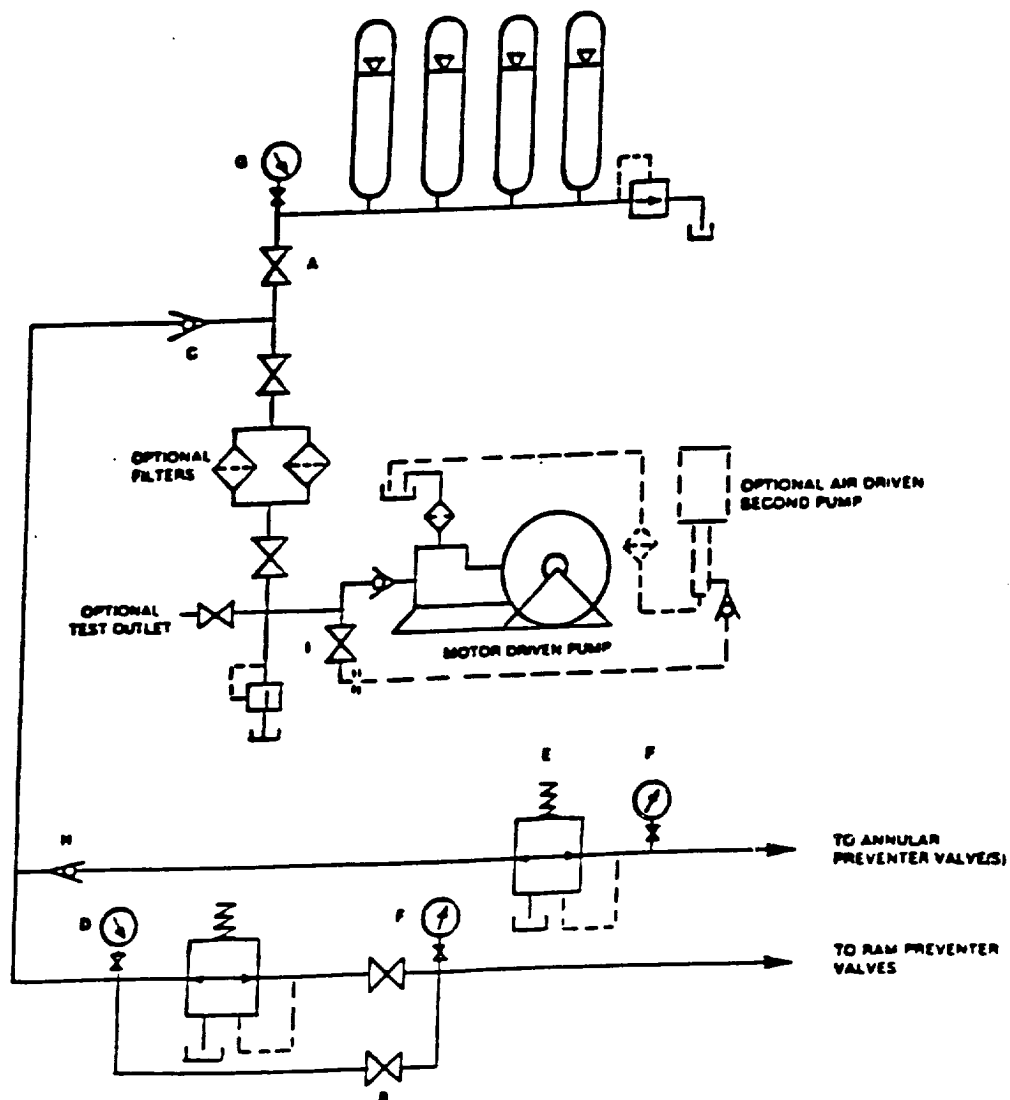 G
A
C
OPTIONAL
FILTERS
OPTIONAL AIR DRIVEN
SECOND PUMP
OPTIONAL
TEST OUTLET
I
MOTOR DRIVEN PUMP
E
F
H
TO ANNULAR
PREVENTER VALVE(S)
D
F
TO RAM PREVENTER
VALVES
B